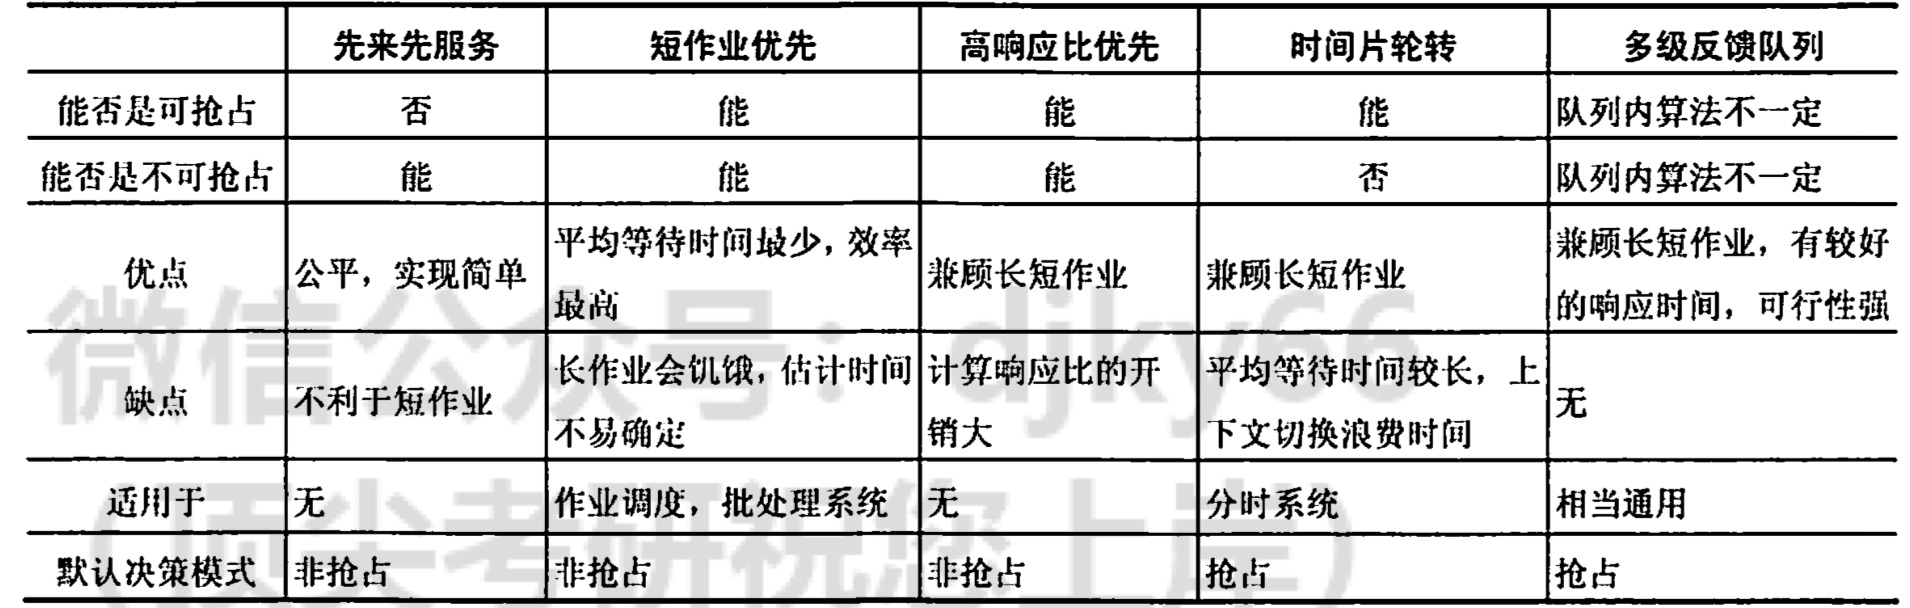 先来先服务 短作业优先 高响应比优先 时间片轮转 多级反馈队列
能否是可抢占 否 能 能 能 队列内算法不一定
能否是不可抢占 能 能 能 否 队列内算法不一定
优点 公平，实现简单 平均等待时间最少，效率最高 兼顾长短作业 兼顾长短作业 兼顾长短作业，有较好的响应时间，可行性强
缺点 不利于短作业 长作业会饥饿，估计时间不易确定 计算响应比的开销大 平均等待时间较长，上下文切换浪费时间 无
适用于 无 作业调度，批处理系统 无 分时系统 相当通用
默认决策模式 非抢占 非抢占 非抢占 抢占 抢占
微信公众号：djky66
（顶尖考研祝您上岸）